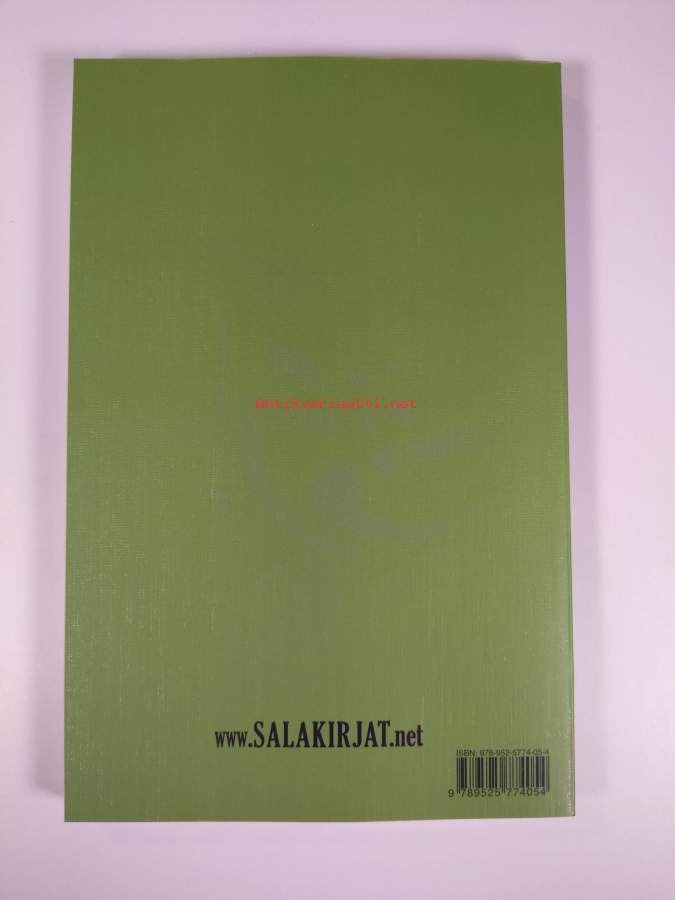 Antikvariaatti.net
www.SALAKIRJAT.net
ISBN: 978-952-5774-05-4
9 789525 774054